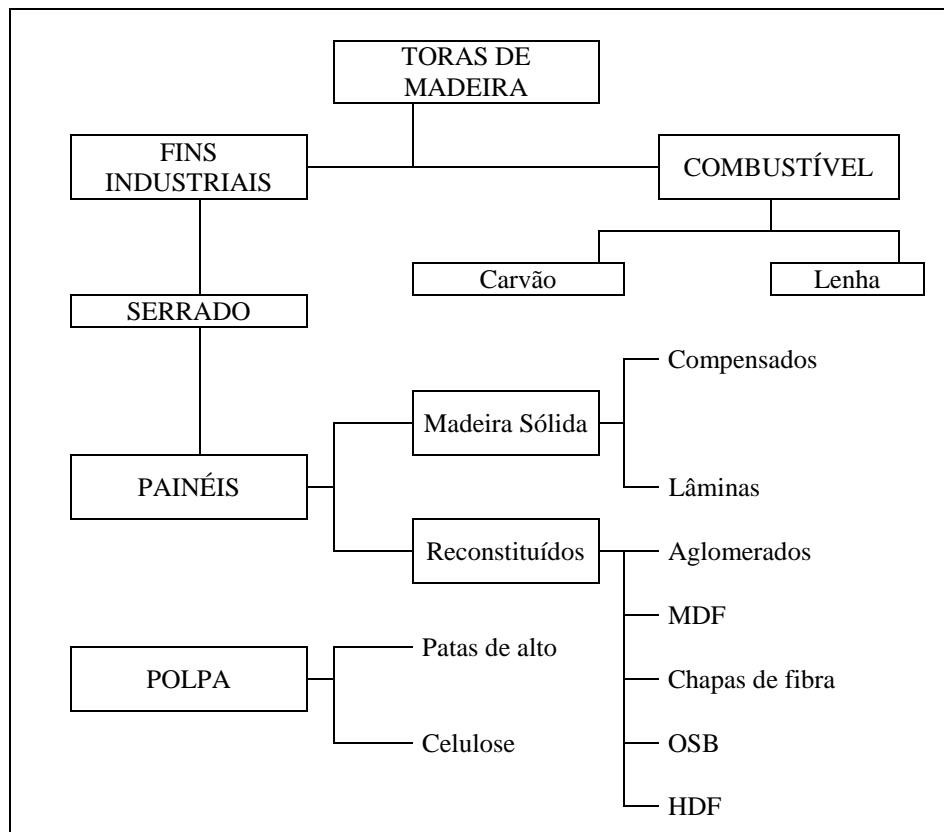 TORAS DE
MADEIRA
FINS
INDUSTRIAIS
COMBUSTÍVEL
Carvão
Lenha
SERRADO
Compensados
Madeira Sólida
PAINÉIS
Lâminas
Reconstituídos
Aglomerados
MDF
Patas de alto
POLPA
Chapas de fibra
Celulose
OSB
HDF